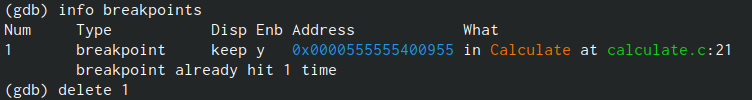 (gdb) info breakpoints
Num     Type           Disp Enb Address            What
1       breakpoint     keep y   0x0000555555400955 in Calculate at calculate.c:21
        breakpoint already hit 1 time
(gdb) delete 1